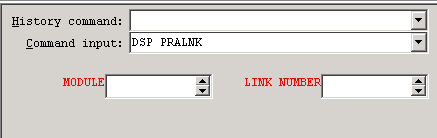 History command:
Command input: DSP PRALNK
MODULE LINK NUMBER